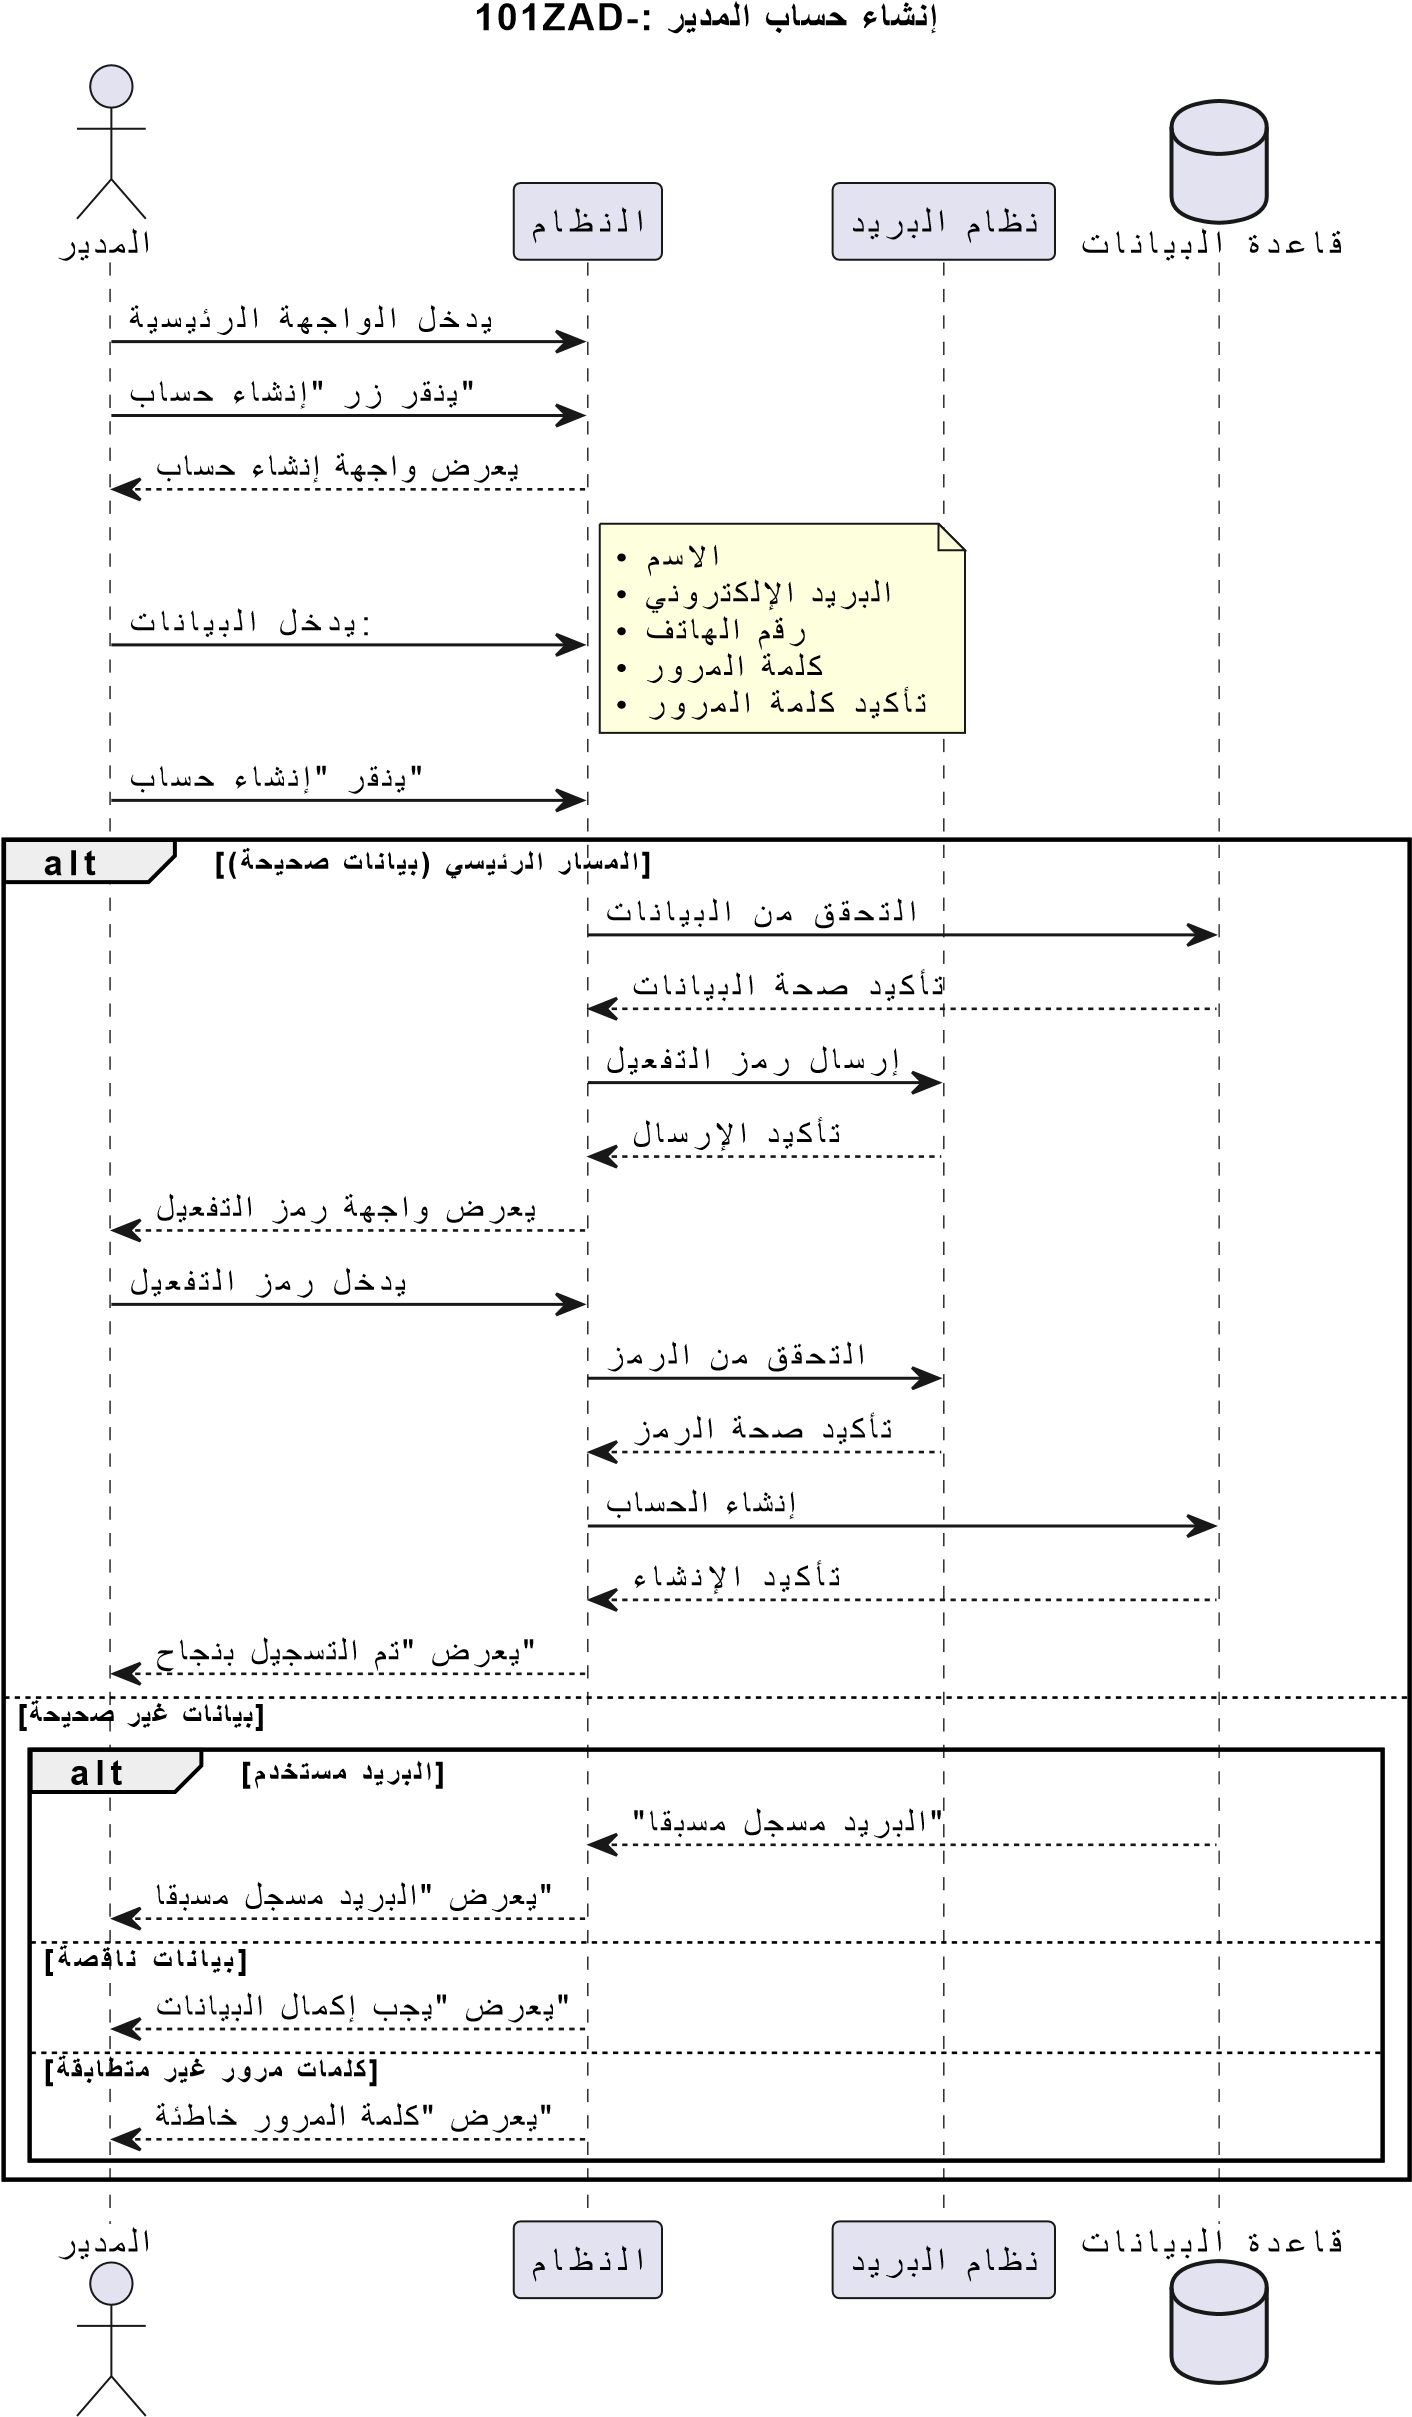 101ZAD-: إنشاء حساب المدير
المدير
النظام
نظام البريد
قاعدة البيانات
يدخل الواجهة الرئيسية
ينقر زر "إنشاء حساب"
يعرض واجهة إنشاء حساب
يدخل البيانات:
• الاسم
• البريد الإلكتروني
• رقم الهاتف
• كلمة المرور
• تأكيد كلمة المرور
ينقر "إنشاء حساب"
alt
[المسار الرئيسي (بيانات صحيحة)]
التحقق من البيانات
تأكيد صحة البيانات
إرسال رمز التفعيل
تأكيد الإرسال
يعرض واجهة رمز التفعيل
يدخل رمز التفعيل
التحقق من الرمز
تأكيد صحة الرمز
إنشاء الحساب
تأكيد الإنشاء
يعرض "تم التسجيل بنجاح"
[بيانات غير صحيحة]
alt
[البريد مستخدم]
"البريد مسجل مسبقا"
يعرض "البريد مسجل مسبقا"
[بيانات ناقصة]
يعرض "يجب إكمال البيانات"
[كلمات مرور غير متطابقة]
يعرض "كلمة المرور خاطئة"
المدير
النظام
نظام البريد
قاعدة البيانات